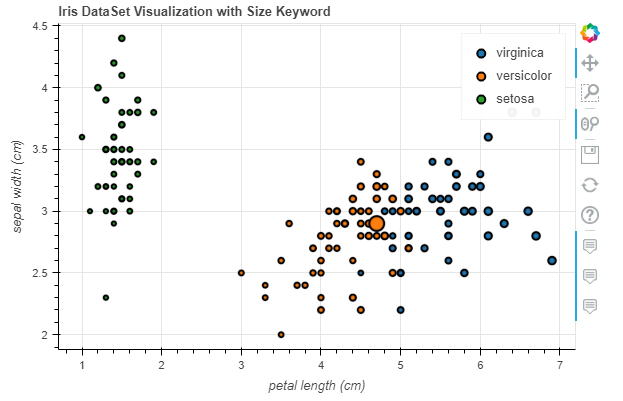 Iris DataSet Visualization with Size Keyword
4.5
4
3.5
3
2.5
2
sepal width (cm)
virginica
versicolor
setosa
1
2
3
4
5
6
7
petal length (cm)